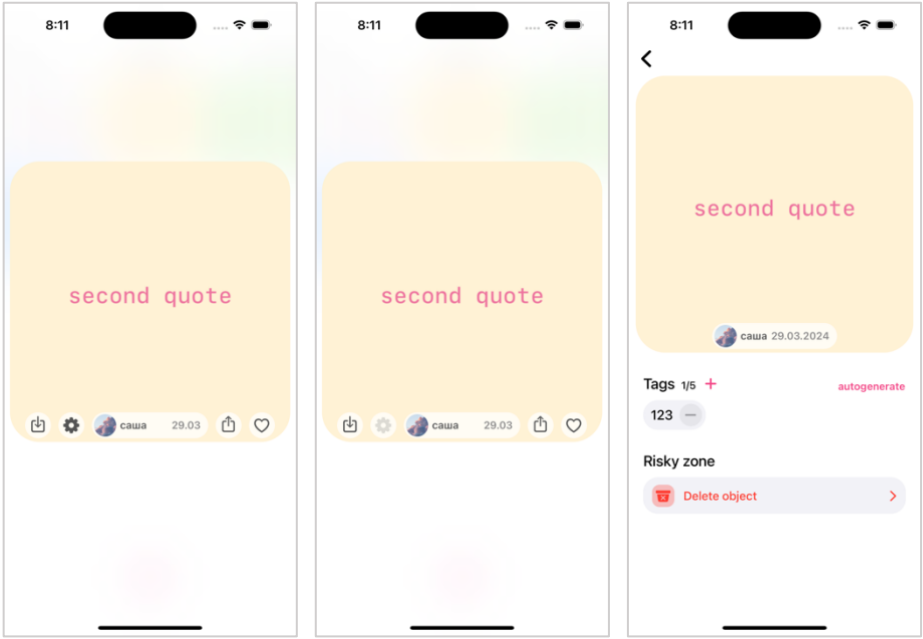 8:11
second quote
саша 29.03
8:11
second quote
саша 29.03
8:11
second quote
саша 29.03.2024
Tags 1/5 + autogenerate
123 −
Risky zone
Delete object